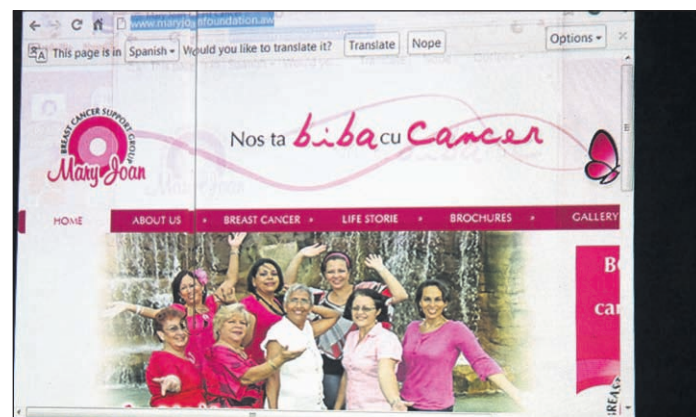 www.maryjoanfoundation.aw
This page is in Spanish Would you like to translate it? Translate Nope Options
BREAST CANCER SUPPORT GROUP
Mary Joan
Nos ta biba cu Cancer
HOME ABOUT US » BREAST CANCER » LIFE STORIE » BROCHURES » GALLERY